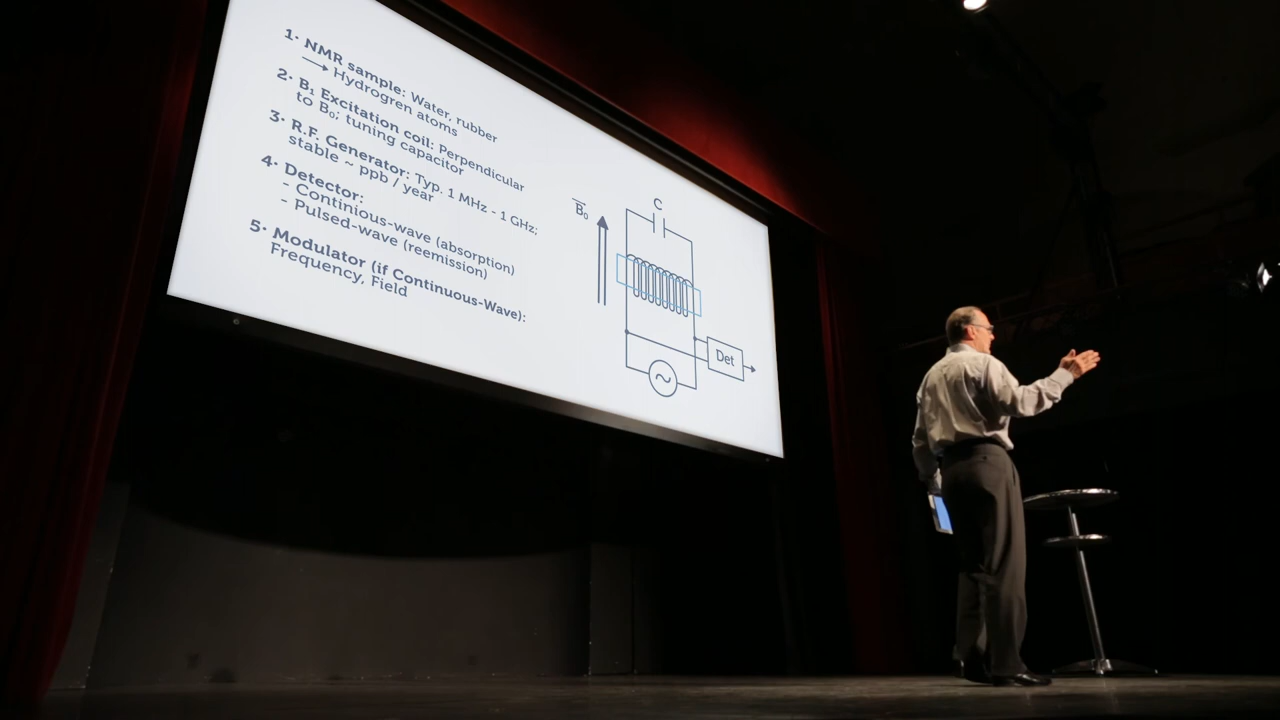 1· NMR sample: Water, rubber
→ Hydrogren atoms
2· B₁ Excitation coil: Perpendicular
to B₀; tuning capacitor
3· R.F. Generator: Typ. 1 MHz - 1 GHz;
stable ~ ppb / year
4· Detector:
- Continious-wave (absorption)
- Pulsed-wave (reemission)
5· Modulator (if Continuous-Wave):
Frequency, Field
B₀
C
Det
~